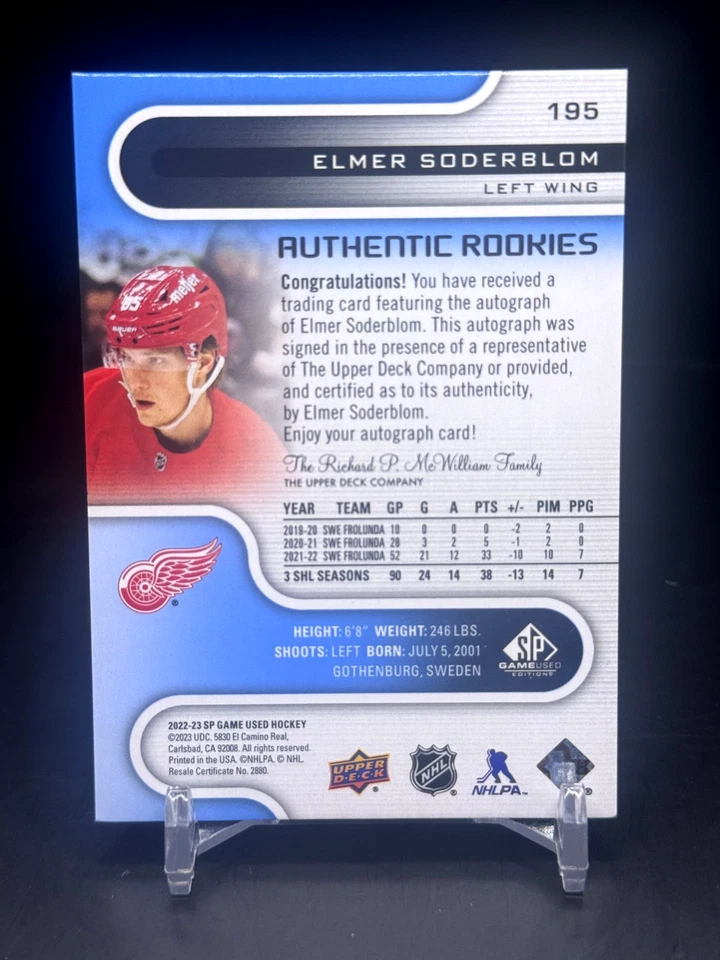 195
ELMER SODERBLOM
LEFT WING
AUTHENTIC ROOKIES
Congratulations! You have received a
trading card featuring the autograph
of Elmer Soderblom. This autograph was
signed in the presence of a representative
of The Upper Deck Company or provided,
and certified as to its authenticity,
by Elmer Soderblom.
Enjoy your autograph card!
The Richard P. McWilliam Family
THE UPPER DECK COMPANY
meijer
85
BAUER
YEAR TEAM GP G A PTS +/- PIM PPG
2019-20 SWE FROLUNDA 10 0 0 0 -2 2 0
2020-21 SWE FROLUNDA 28 3 2 5 -1 2 0
2021-22 SWE FROLUNDA 52 21 12 33 -10 10 7
3 SHL SEASONS 90 24 14 38 -13 14 7
HEIGHT: 6'8" WEIGHT: 246 LBS.
SHOOTS: LEFT BORN: JULY 5, 2001
GOTHENBURG, SWEDEN
SP
GAMEUSED
EDITIONS
2022-23 SP GAME USED HOCKEY
©2023 UDC. 5830 El Camino Real,
Carlsbad, CA 92008. All rights reserved.
Printed in the USA. ©NHLPA. © NHL.
Resale Certificate No. 2880.
UPPER
D·E·C·K
NHL
NHLPA™